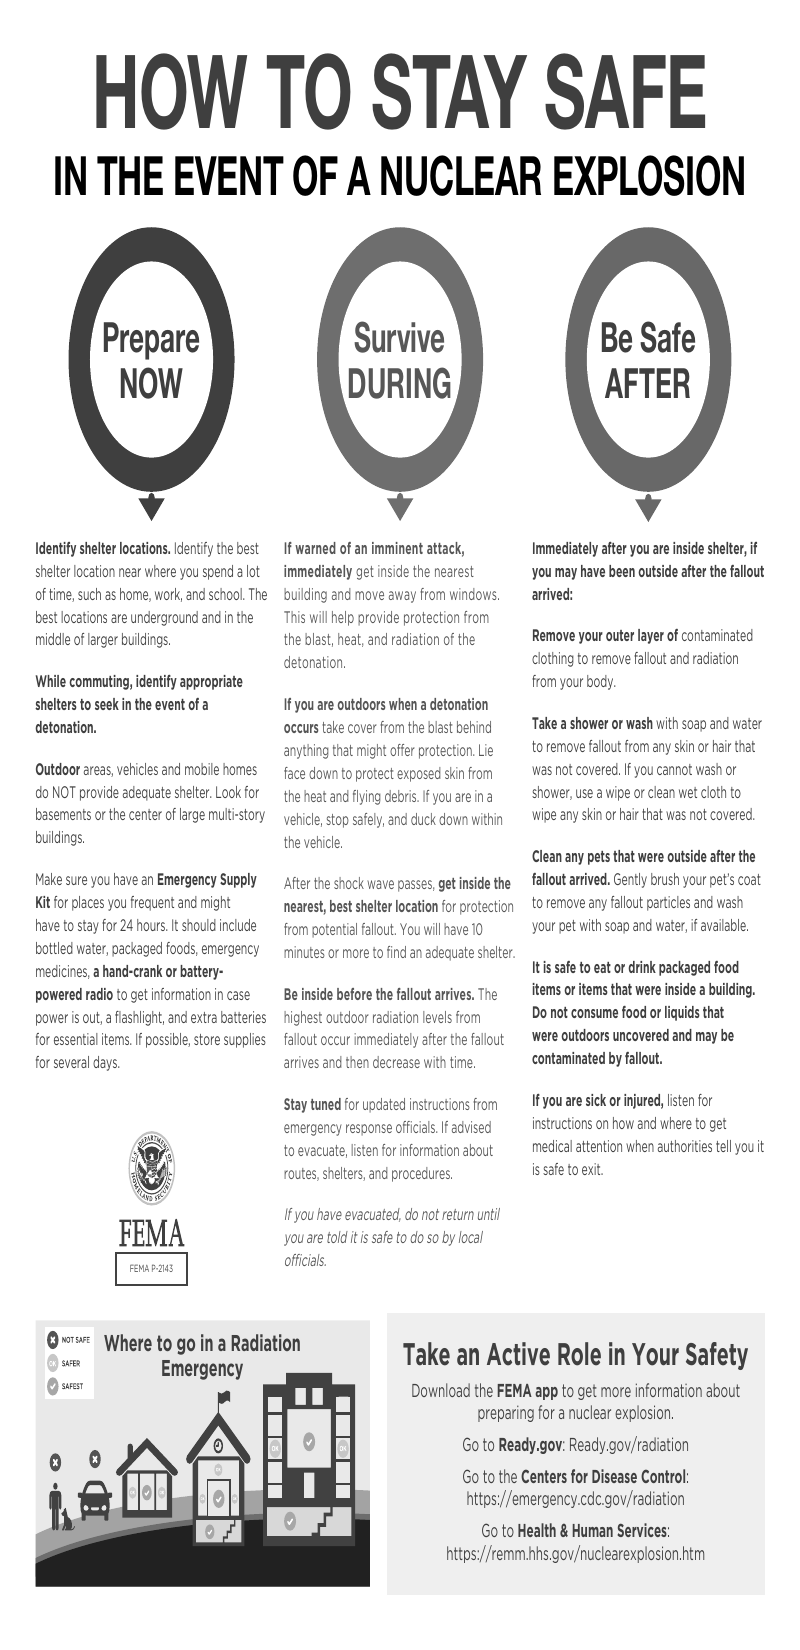 HOW TO STAY SAFE
IN THE EVENT OF A NUCLEAR EXPLOSION
Prepare
NOW
Identify shelter locations. Identify the best
shelter location near where you spend a lot
of time, such as home, work, and school. The
best locations are underground and in the
middle of larger buildings.
While commuting, identify appropriate
shelters to seek in the event of a
detonation.
Outdoor areas, vehicles and mobile homes
do NOT provide adequate shelter. Look for
basements or the center of large multi-story
buildings.
Make sure you have an Emergency Supply
Kit for places you frequent and might
have to stay for 24 hours. It should include
bottled water, packaged foods, emergency
medicines, a hand-crank or battery-
powered radio to get information in case
power is out, a flashlight, and extra batteries
for essential items. If possible, store supplies
for several days.
U.S. DEPARTMENT OF
HOMELAND SECURITY
FEMA
FEMA P-2143
Survive
DURING
If warned of an imminent attack,
immediately get inside the nearest
building and move away from windows.
This will help provide protection from
the blast, heat, and radiation of the
detonation.
If you are outdoors when a detonation
occurs take cover from the blast behind
anything that might offer protection. Lie
face down to protect exposed skin from
the heat and flying debris. If you are in a
vehicle, stop safely, and duck down within
the vehicle.
After the shock wave passes, get inside the
nearest, best shelter location for protection
from potential fallout. You will have 10
minutes or more to find an adequate shelter.
Be inside before the fallout arrives. The
highest outdoor radiation levels from
fallout occur immediately after the fallout
arrives and then decrease with time.
Stay tuned for updated instructions from
emergency response officials. If advised
to evacuate, listen for information about
routes, shelters, and procedures.
If you have evacuated, do not return until
you are told it is safe to do so by local
officials.
Be Safe
AFTER
Immediately after you are inside shelter, if
you may have been outside after the fallout
arrived:
Remove your outer layer of contaminated
clothing to remove fallout and radiation
from your body.
Take a shower or wash with soap and water
to remove fallout from any skin or hair that
was not covered. If you cannot wash or
shower, use a wipe or clean wet cloth to
wipe any skin or hair that was not covered.
Clean any pets that were outside after the
fallout arrived. Gently brush your pet's coat
to remove any fallout particles and wash
your pet with soap and water, if available.
It is safe to eat or drink packaged food
items or items that were inside a building.
Do not consume food or liquids that
were outdoors uncovered and may be
contaminated by fallout.
If you are sick or injured, listen for
instructions on how and where to get
medical attention when authorities tell you it
is safe to exit.
NOT SAFE
OK SAFER
SAFEST
Where to go in a Radiation
Emergency
OK OK
OK
OK OK
OK OK
Take an Active Role in Your Safety
Download the FEMA app to get more information about
preparing for a nuclear explosion.
Go to Ready.gov: Ready.gov/radiation
Go to the Centers for Disease Control:
https://emergency.cdc.gov/radiation
Go to Health & Human Services:
https://remm.hhs.gov/nuclearexplosion.htm